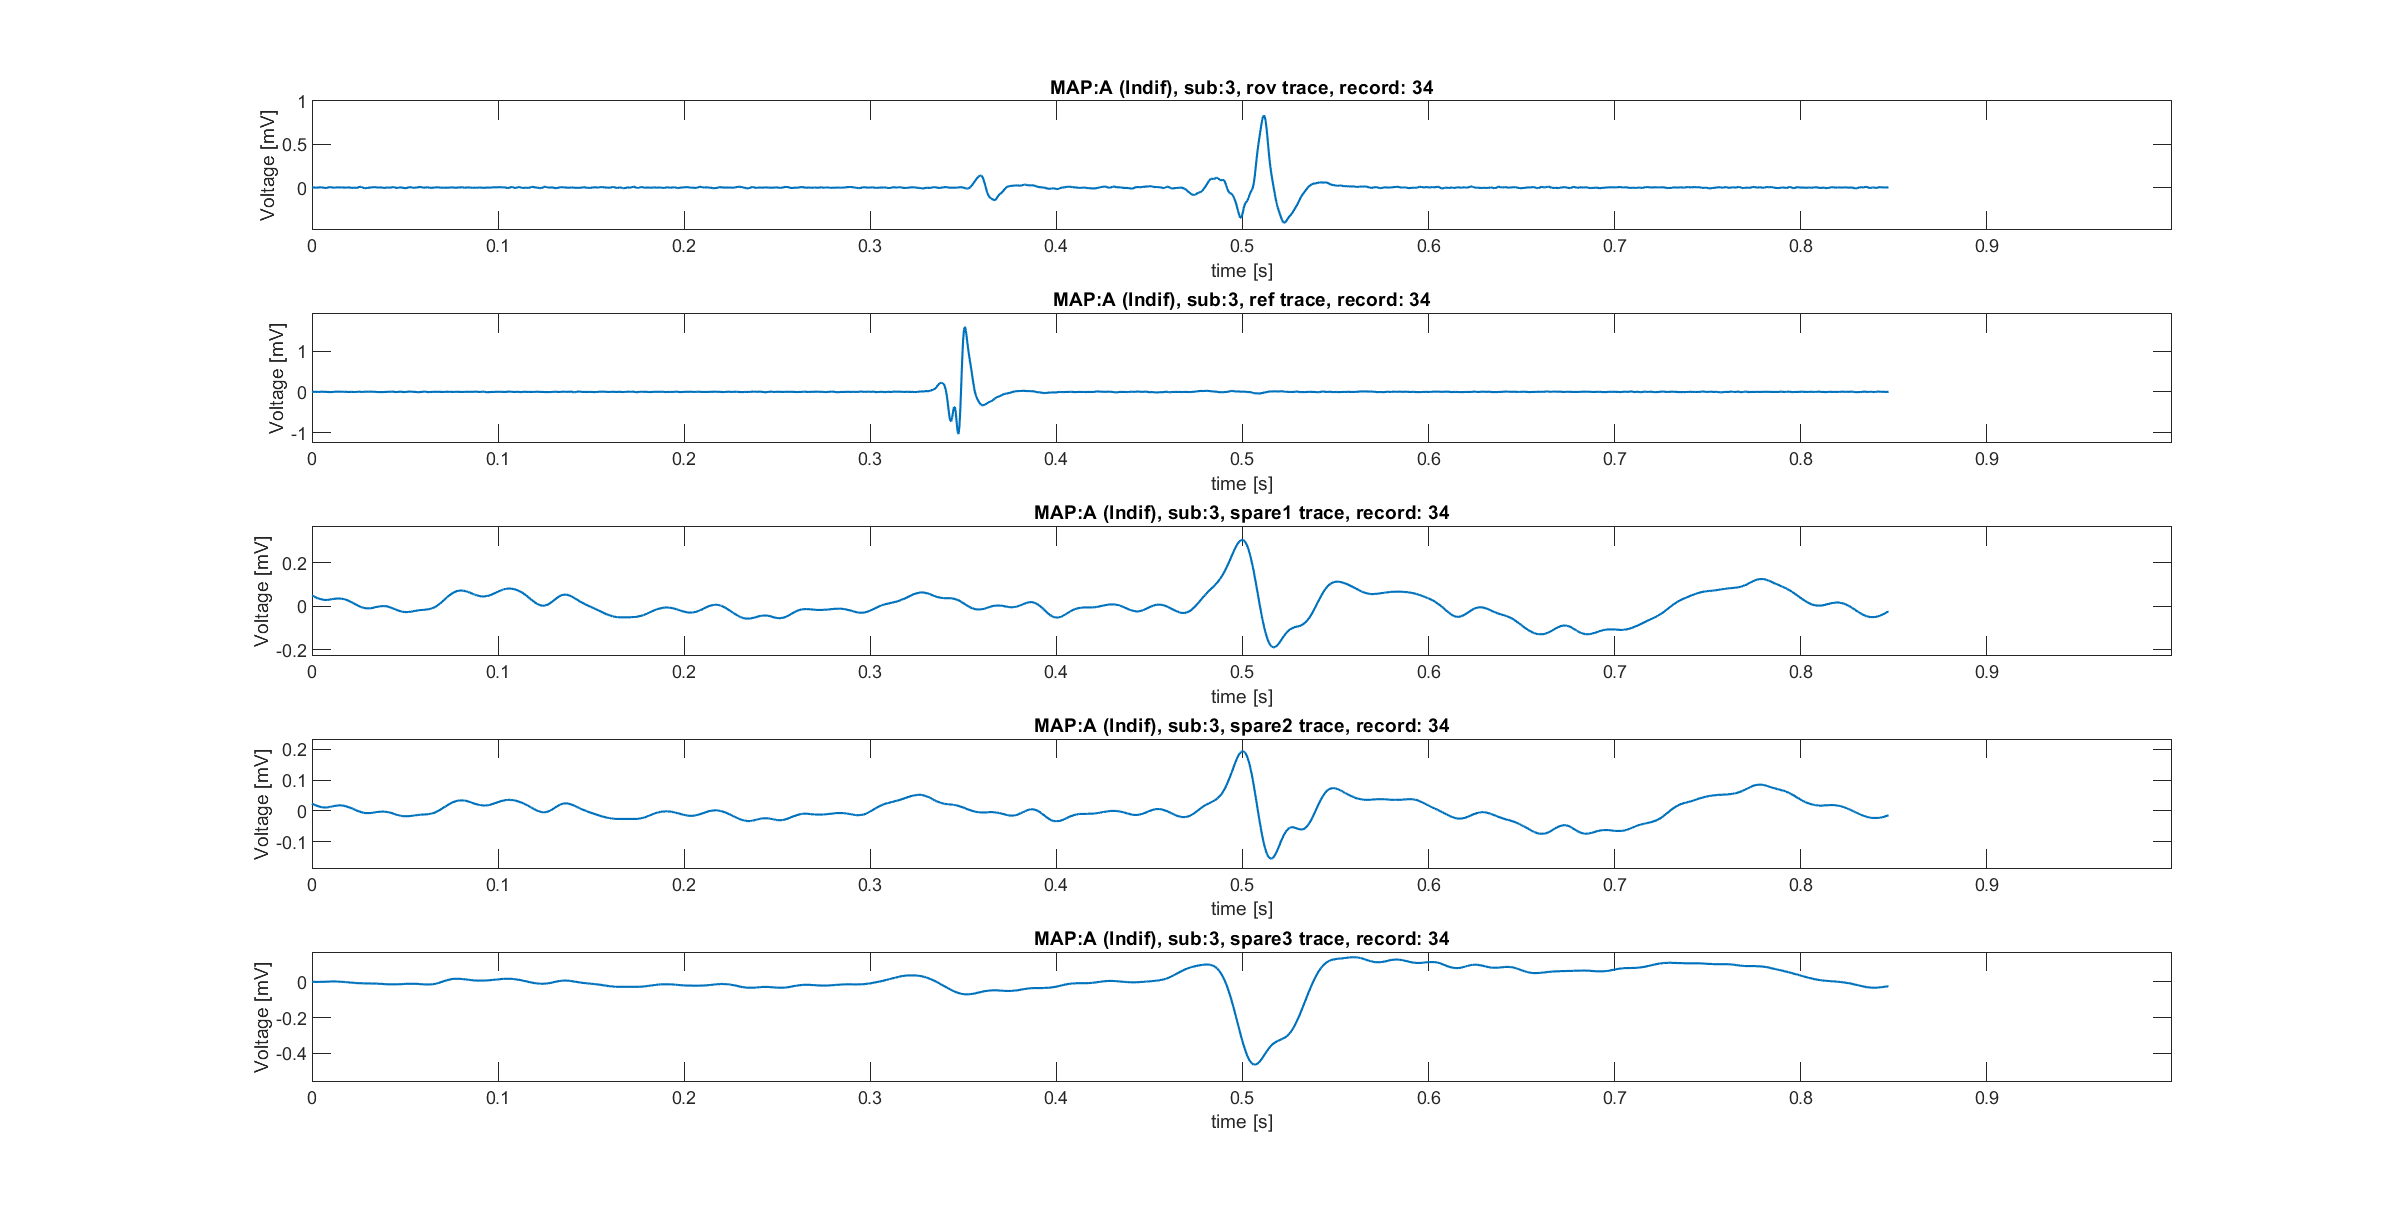 MAP:A (Indif), sub:3, rov trace, record: 34
Voltage [mV]
1
0.5
0
0 0.1 0.2 0.3 0.4 0.5 0.6 0.7 0.8 0.9
time [s]
MAP:A (Indif), sub:3, ref trace, record: 34
Voltage [mV]
1
0
-1
0 0.1 0.2 0.3 0.4 0.5 0.6 0.7 0.8 0.9
time [s]
MAP:A (Indif), sub:3, spare1 trace, record: 34
Voltage [mV]
0.2
0
-0.2
0 0.1 0.2 0.3 0.4 0.5 0.6 0.7 0.8 0.9
time [s]
MAP:A (Indif), sub:3, spare2 trace, record: 34
Voltage [mV]
0.2
0.1
0
-0.1
0 0.1 0.2 0.3 0.4 0.5 0.6 0.7 0.8 0.9
time [s]
MAP:A (Indif), sub:3, spare3 trace, record: 34
Voltage [mV]
0
-0.2
-0.4
0 0.1 0.2 0.3 0.4 0.5 0.6 0.7 0.8 0.9
time [s]